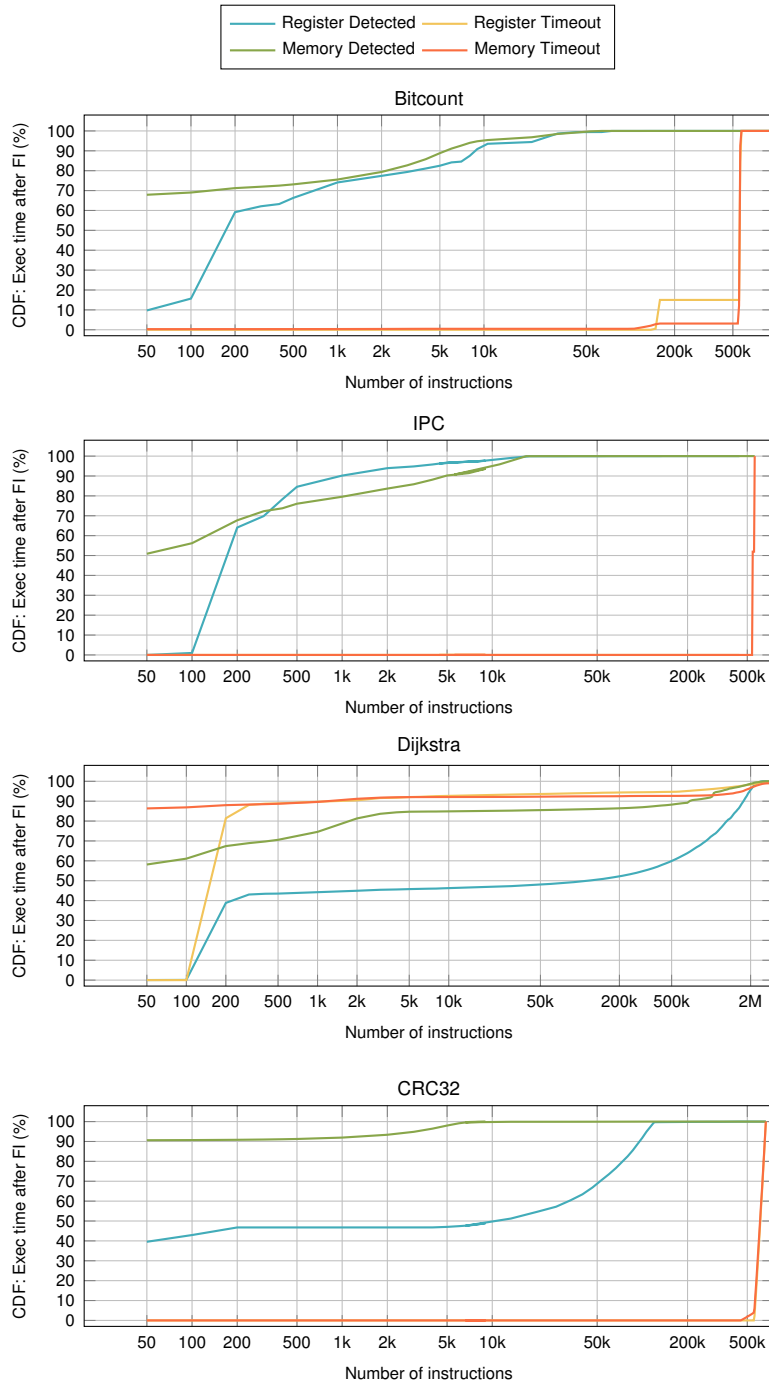 Register Detected Register Timeout
Memory Detected Memory Timeout
Bitcount
CDF: Exec time after FI (%)
100
90
80
70
60
50
40
30
20
10
0
50 100 200 500 1k 2k 5k 10k 50k 200k 500k
Number of instructions
IPC
CDF: Exec time after FI (%)
100
90
80
70
60
50
40
30
20
10
0
50 100 200 500 1k 2k 5k 10k 50k 200k 500k
Number of instructions
Dijkstra
CDF: Exec time after FI (%)
100
90
80
70
60
50
40
30
20
10
0
50 100 200 500 1k 2k 5k 10k 50k 200k 500k 2M
Number of instructions
CRC32
CDF: Exec time after FI (%)
100
90
80
70
60
50
40
30
20
10
0
50 100 200 500 1k 2k 5k 10k 50k 200k 500k
Number of instructions